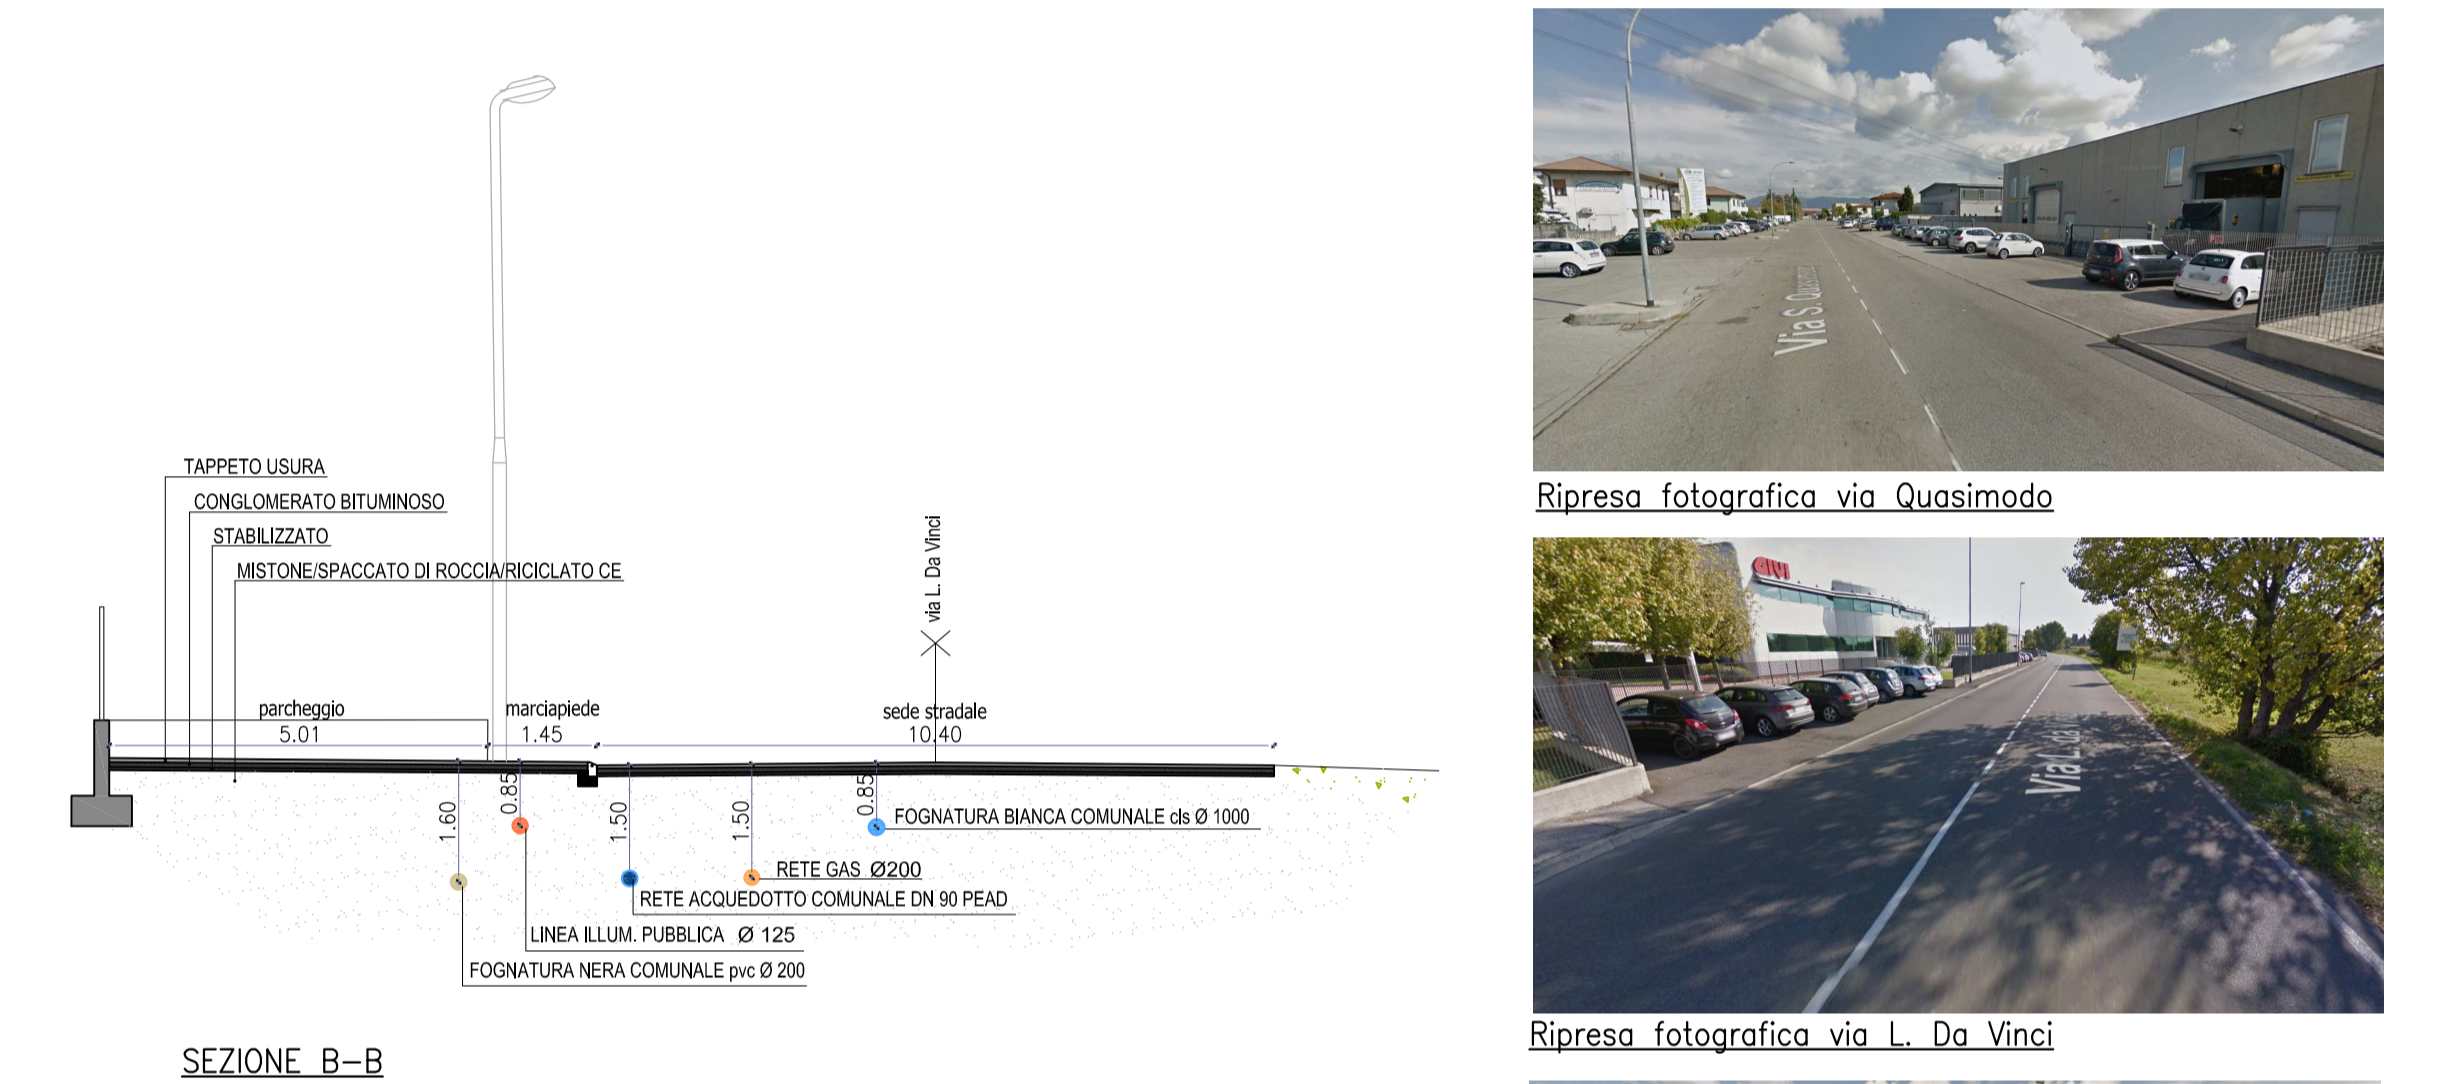 TAPPETO USURA
CONGLOMERATO BITUMINOSO
STABILIZZATO
MISTONE/SPACCATO DI ROCCIA/RICICLATO CE
via L. Da Vinci
parcheggio
5.01
marciapiede
1.45
sede stradale
10.40
1.60
0.85
1.50
1.50
0.85
FOGNATURA BIANCA COMUNALE cls Ø 1000
RETE GAS Ø200
RETE ACQUEDOTTO COMUNALE DN 90 PEAD
LINEA ILLUM. PUBBLICA Ø 125
FOGNATURA NERA COMUNALE pvc Ø 200
SEZIONE B-B
Via S. Quasimodo
Ripresa fotografica via Quasimodo
GIVI
Via L. da Vinci
Ripresa fotografica via L. Da Vinci